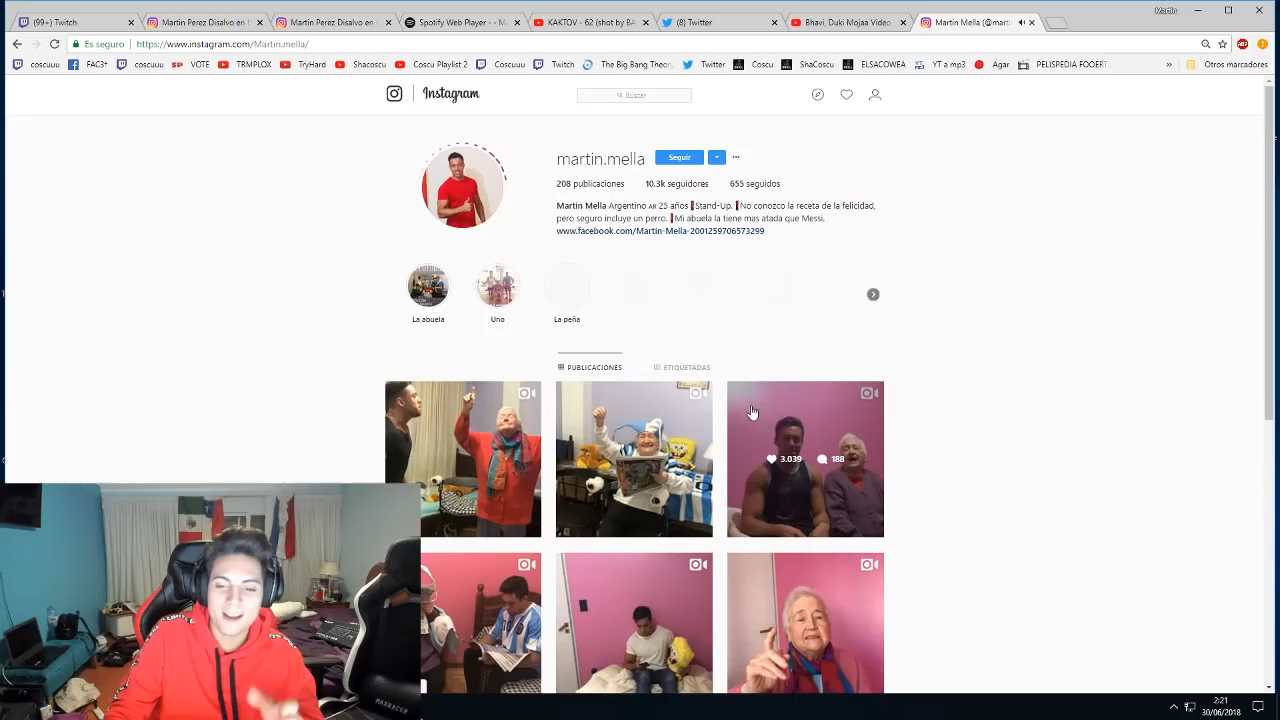 (99+) Twitch
Martin Perez Disalvo en I
Martin Perez Disalvo en I
Spotify Web Player - - M
KAKTOV - 62 (shot by BA
(8) Twitter
Bhavi, Duki Mojaa Video
Martin Mella (@marti
Martin
Es seguro https://www.instagram.com/Martin.mella/
coscuuu FAC3+ coscuuu VOTE TRMPLOX TryHard Shacoscu Coscu Playlist 2 Coscuuu Twitch The Big Bang Theor Twitter Coscu ShaCoscu ELSACOWEA YT a mp3 Agar PELISPEDIA FOOERT » Otros marcadores
Instagram
Buscar
martin.mella Seguir
208 publicaciones 10.3k seguidores 655 seguidos
Martin Mella Argentino AR 25 años Stand-Up. No conozco la receta de la felicidad,
pero seguro incluye un perro. Mi abuela la tiene mas atada que Messi.
www.facebook.com/Martin-Mella-2001259706573299
La abuela Uno La peña
PUBLICACIONES ETIQUETADAS
3.039 188
MAXRACER
2:21
30/06/2018